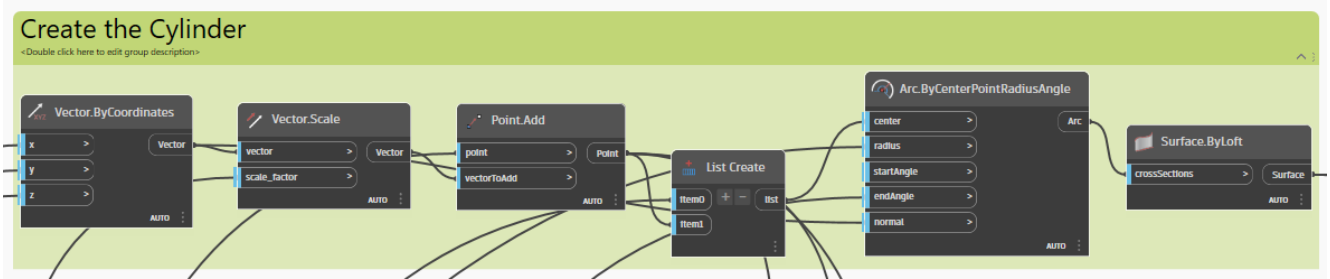 Create the Cylinder
<Double click here to edit group description>
Vector.ByCoordinates
x >
Vector
y >
z >
AUTO
Vector.Scale
vector >
Vector
scale_factor >
AUTO
Point.Add
point >
Point
vectorToAdd >
AUTO
List Create
item0
+ −
list
item1
Arc.ByCenterPointRadiusAngle
center >
Arc
radius >
startAngle >
endAngle >
normal >
AUTO
Surface.ByLoft
crossSections >
Surface
AUTO